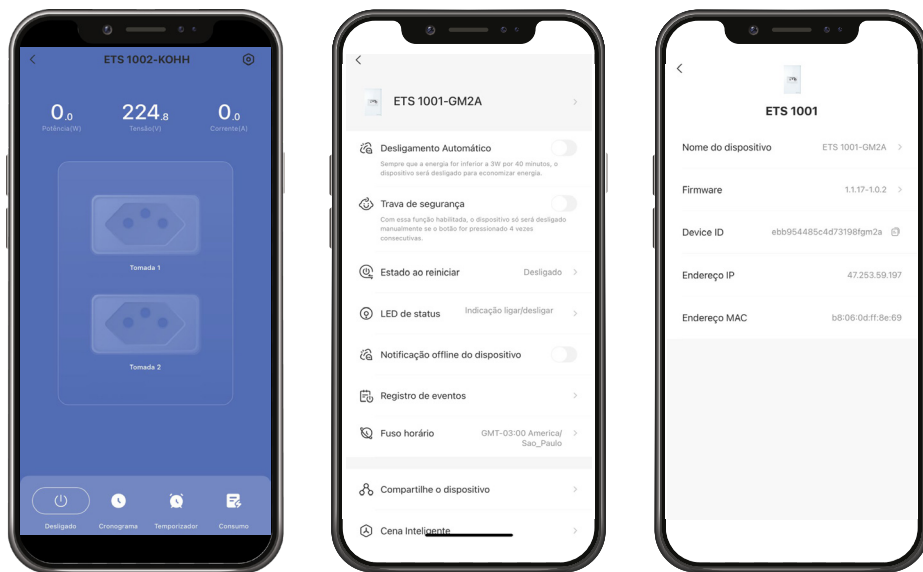 ETS 1002-KOHH
0.0
224.8
0.0
Potência(W)
Tensão(V)
Corrente(A)
Tomada 1
Tomada 2
Desligado
Cronograma
Temporizador
Consumo
ETS 1001-GM2A
Desligamento Automático
Sempre que a energia for inferior a 3W por 40 minutos, o
dispositivo será desligado para economizar energia.
Trava de segurança
Com essa função habilitada, o dispositivo só será desligado
manualmente se o botão for pressionado 4 vezes
consecutivas.
Estado ao reiniciar
Desligado
LED de status
Indicação ligar/desligar
Notificação offline do dispositivo
Registro de eventos
Fuso horário
GMT-03:00 America/
Sao_Paulo
Compartilhe o dispositivo
Cena Inteligente
ETS 1001
Nome do dispositivo
ETS 1001-GM2A
Firmware
1.1.17-1.0.2
Device ID
ebb954485c4d73198fgm2a
Endereço IP
47.253.59.197
Endereço MAC
b8:06:0d:ff:8e:69